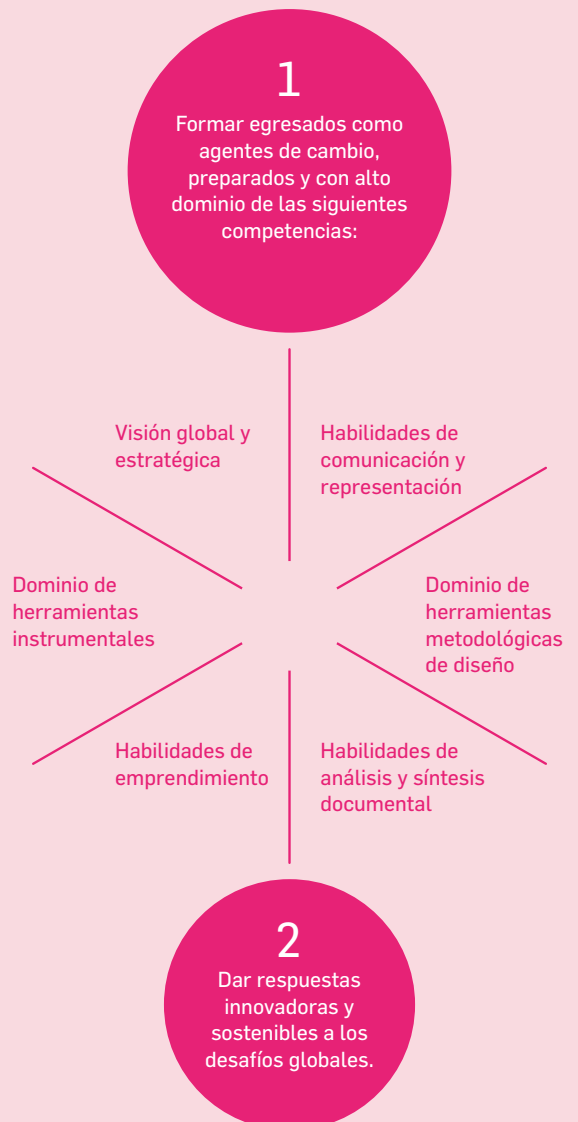 1
Formar egresados como
agentes de cambio,
preparados y con alto
dominio de las siguientes
competencias:
Visión global y
estratégica
Habilidades de
comunicación y
representación
Dominio de
herramientas
instrumentales
Dominio de
herramientas
metodológicas
de diseño
Habilidades de
emprendimiento
Habilidades de
análisis y síntesis
documental
2
Dar respuestas
innovadoras y
sostenibles a los
desafíos globales.